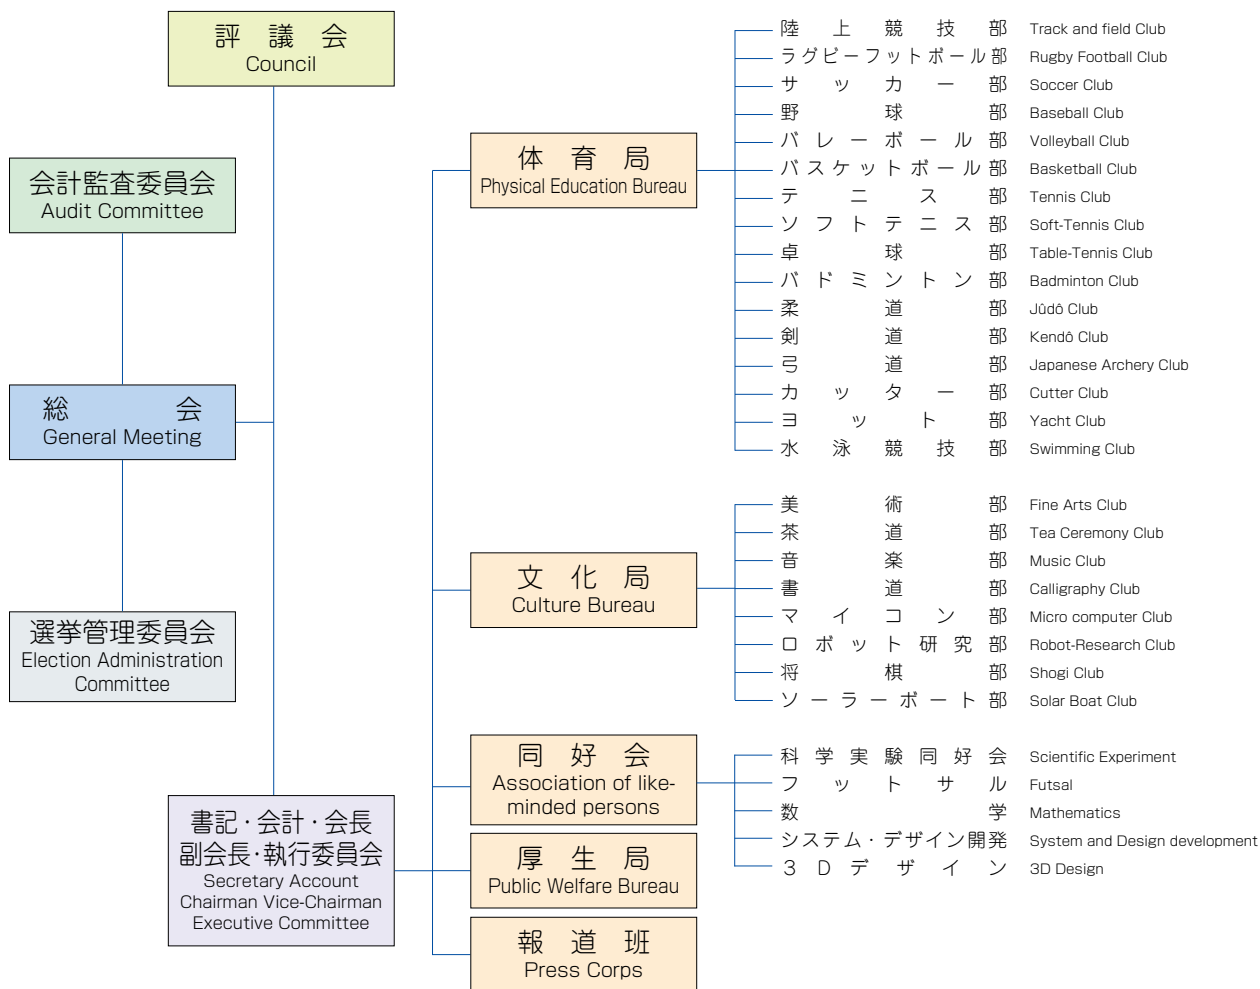 評議会
Council
会計監査委員会
Audit Committee
総会
General Meeting
選挙管理委員会
Election Administration
Committee
書記・会計・会長
副会長・執行委員会
Secretary Account
Chairman Vice-Chairman
Executive Committee
体育局
Physical Education Bureau
陸上競技部 Track and field Club
ラグビーフットボール部 Rugby Football Club
サッカー部 Soccer Club
野球部 Baseball Club
バレーボール部 Volleyball Club
バスケットボール部 Basketball Club
テニス部 Tennis Club
ソフトテニス部 Soft-Tennis Club
卓球部 Table-Tennis Club
バドミントン部 Badminton Club
柔道部 Jûdô Club
剣道部 Kendô Club
弓道部 Japanese Archery Club
カッター部 Cutter Club
ヨット部 Yacht Club
水泳競技部 Swimming Club
文化局
Culture Bureau
美術部 Fine Arts Club
茶道部 Tea Ceremony Club
音楽部 Music Club
書道部 Calligraphy Club
マイコン部 Micro computer Club
ロボット研究部 Robot-Research Club
将棋部 Shogi Club
ソーラーボート部 Solar Boat Club
同好会
Association of like-
minded persons
科学実験同好会 Scientific Experiment
フットサル Futsal
数学 Mathematics
システム・デザイン開発 System and Design development
3Dデザイン 3D Design
厚生局
Public Welfare Bureau
報道班
Press Corps